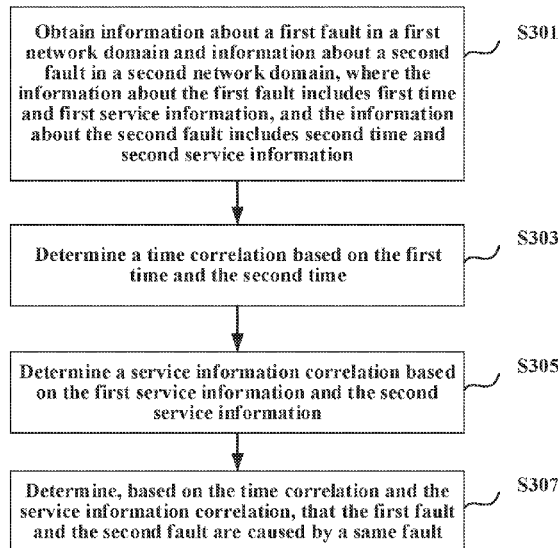 Obtain information about a first fault in a first
network domain and information about a second
fault in a second network domain, where the
information about the first fault includes first time
and first service information, and the information
about the second fault includes second time and
second service information
S301
Determine a time correlation based on the first
time and the second time
S303
Determine a service information correlation based
on the first service information and the second
service information
S305
Determine, based on the time correlation and the
service information correlation, that the first fault
and the second fault are caused by a same fault
S307